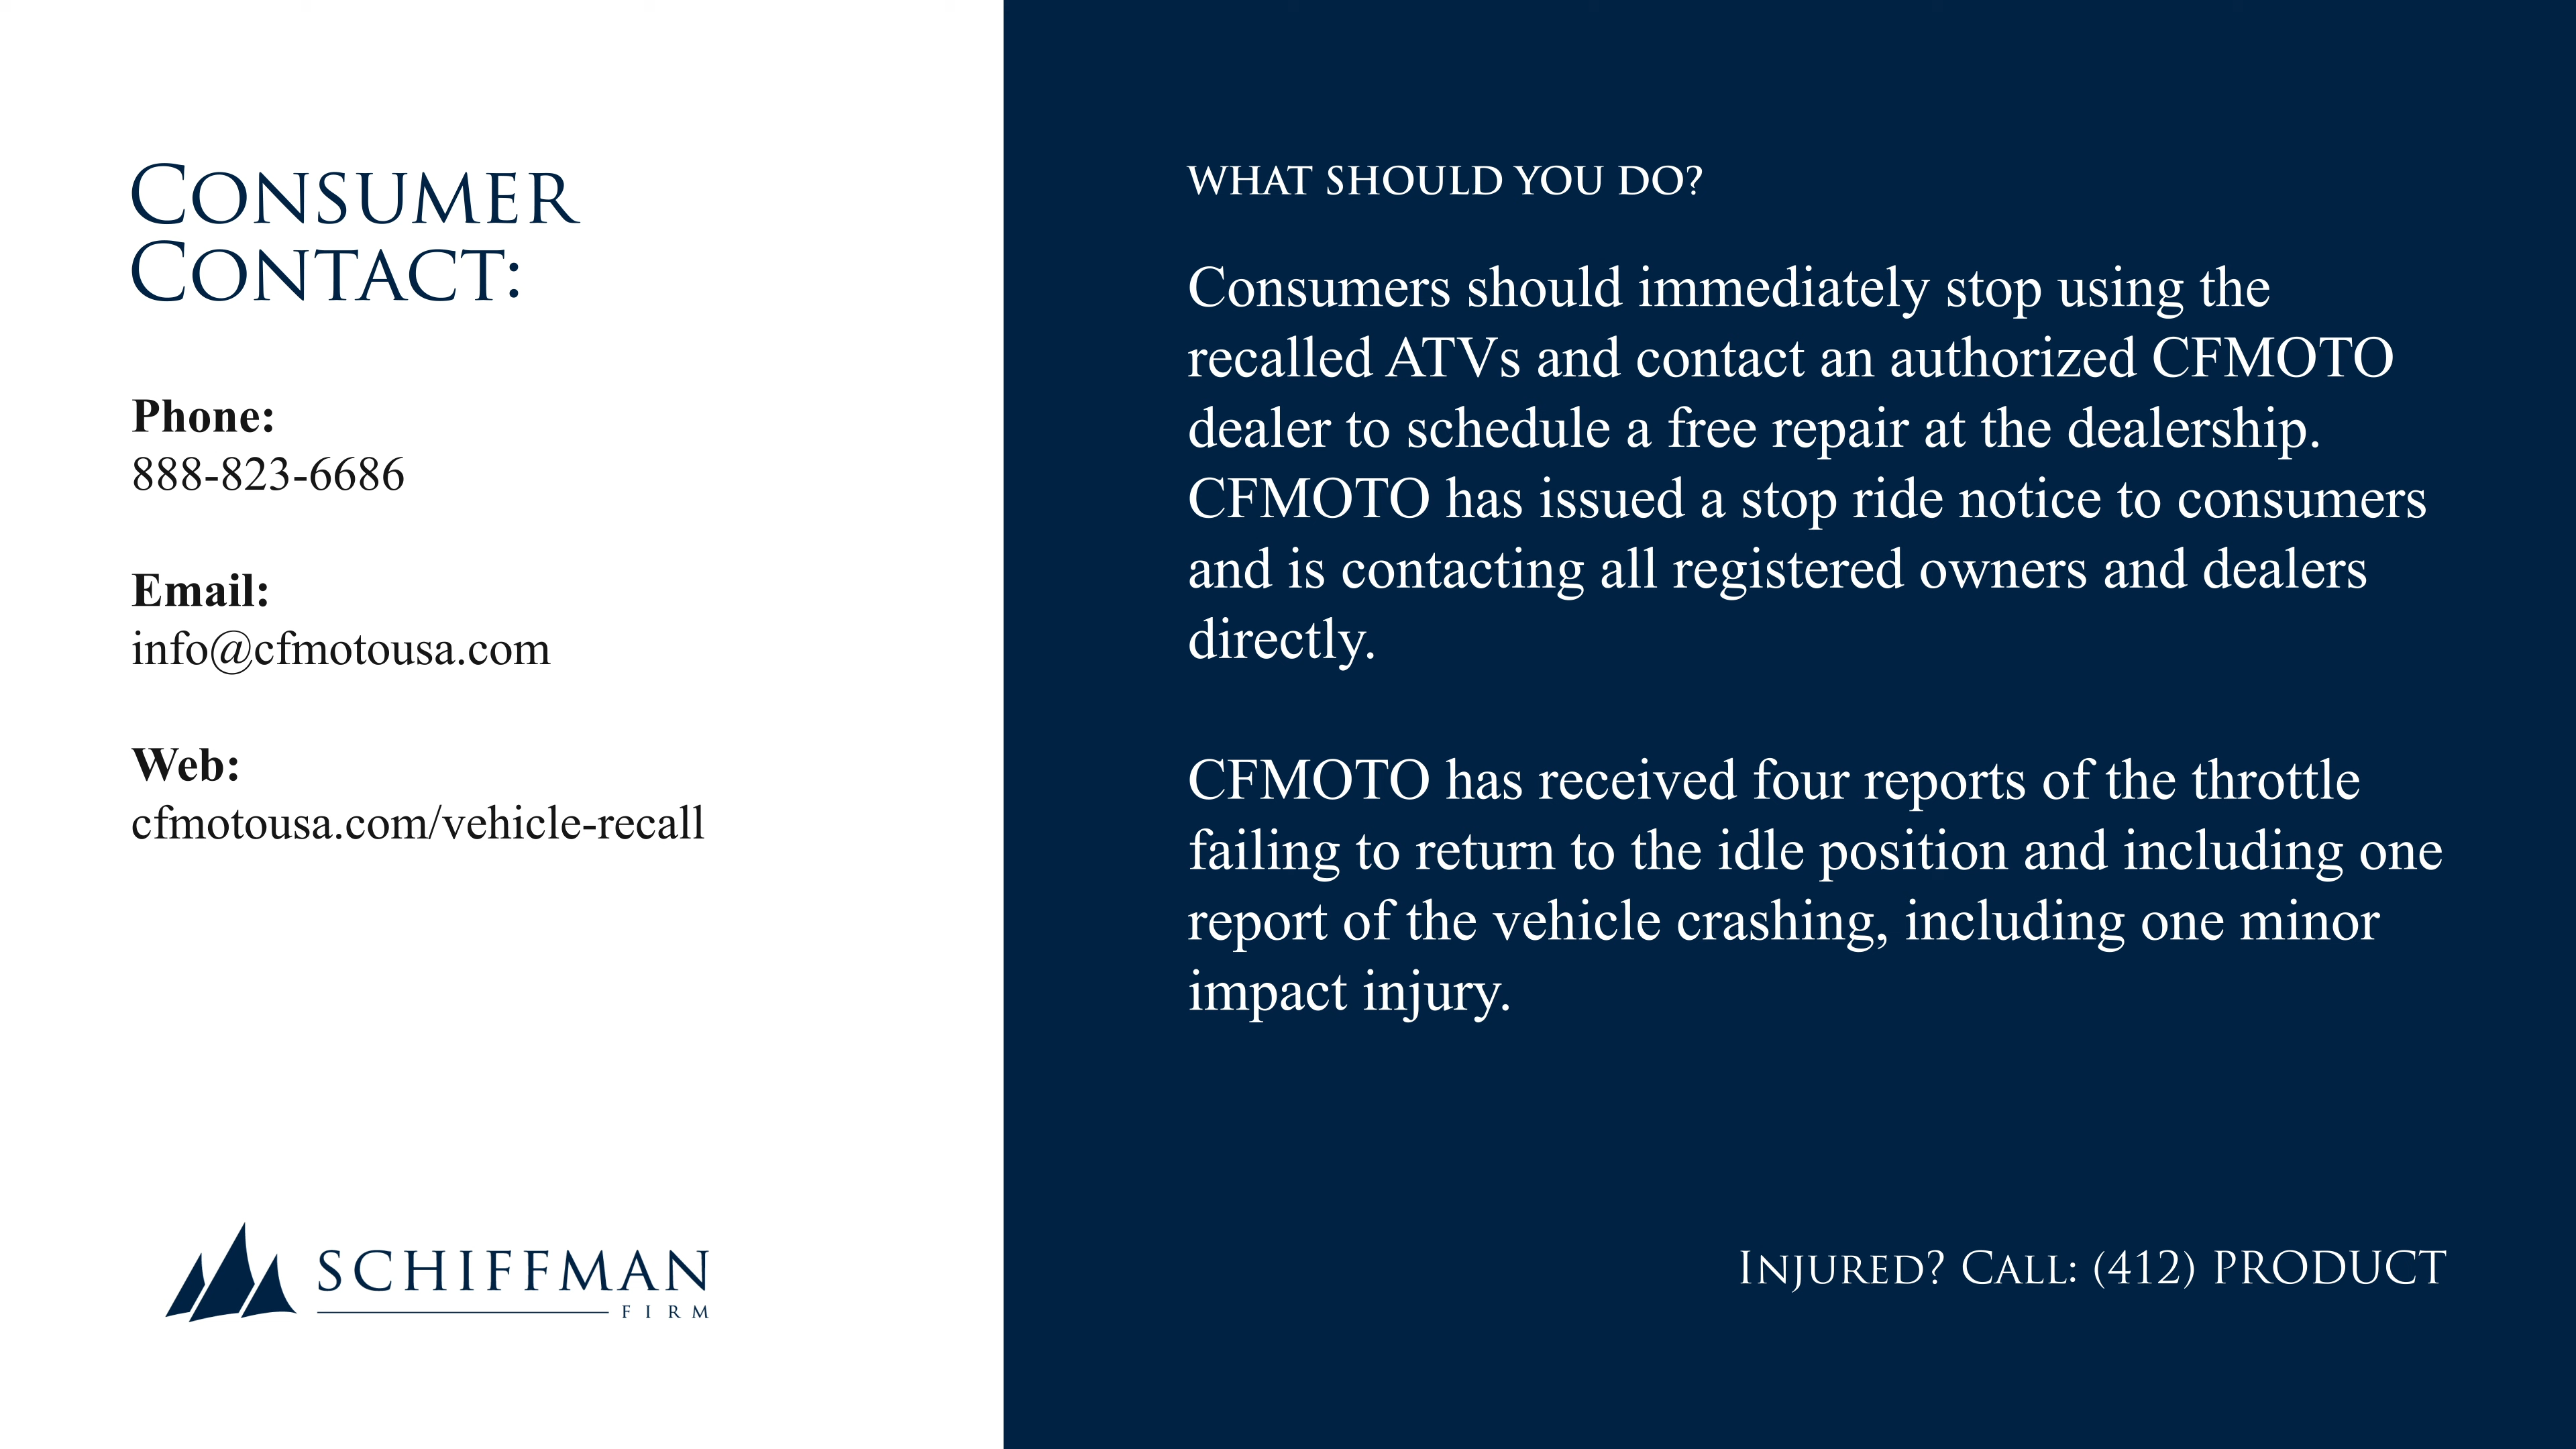 CONSUMER
CONTACT:
Phone:
888-823-6686
Email:
info@cfmotousa.com
Web:
cfmotousa.com/vehicle-recall
SCHIFFMAN
FIRM
WHAT SHOULD YOU DO?
Consumers should immediately stop using the
recalled ATVs and contact an authorized CFMOTO
dealer to schedule a free repair at the dealership.
CFMOTO has issued a stop ride notice to consumers
and is contacting all registered owners and dealers
directly.
CFMOTO has received four reports of the throttle
failing to return to the idle position and including one
report of the vehicle crashing, including one minor
impact injury.
INJURED? CALL: (412) PRODUCT